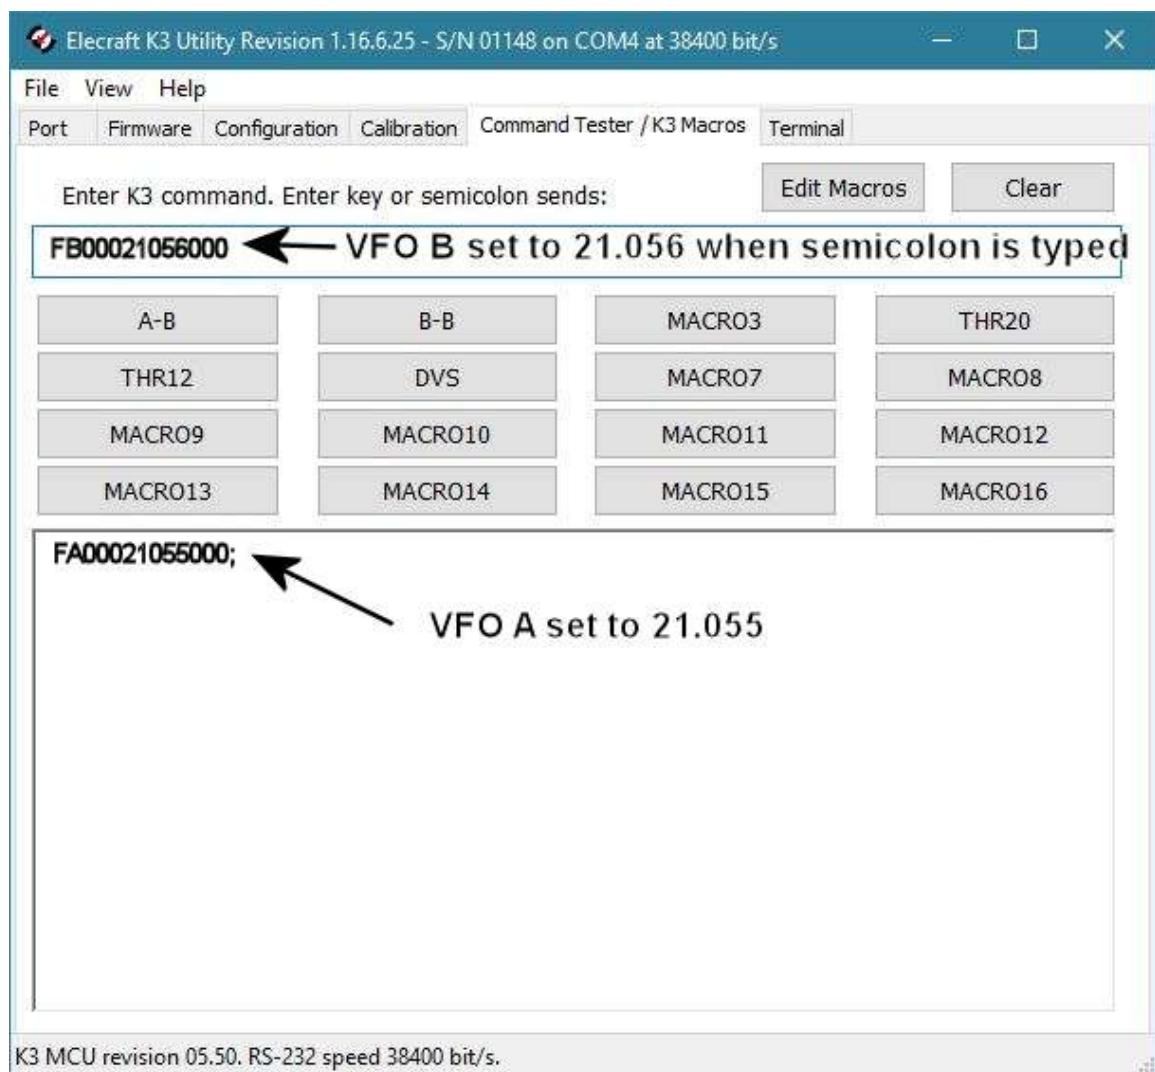 Elecraft K3 Utility Revision 1.16.6.25 - S/N 01148 on COM4 at 38400 bit/s
File View Help
Port Firmware Configuration Calibration Command Tester / K3 Macros Terminal
Enter K3 command. Enter key or semicolon sends: Edit Macros Clear
FB00021056000 VFO B set to 21.056 when semicolon is typed
A-B B-B MACRO3 THR20
THR12 DVS MACRO7 MACRO8
MACRO9 MACRO10 MACRO11 MACRO12
MACRO13 MACRO14 MACRO15 MACRO16
FA00021055000;
VFO A set to 21.055
K3 MCU revision 05.50. RS-232 speed 38400 bit/s.